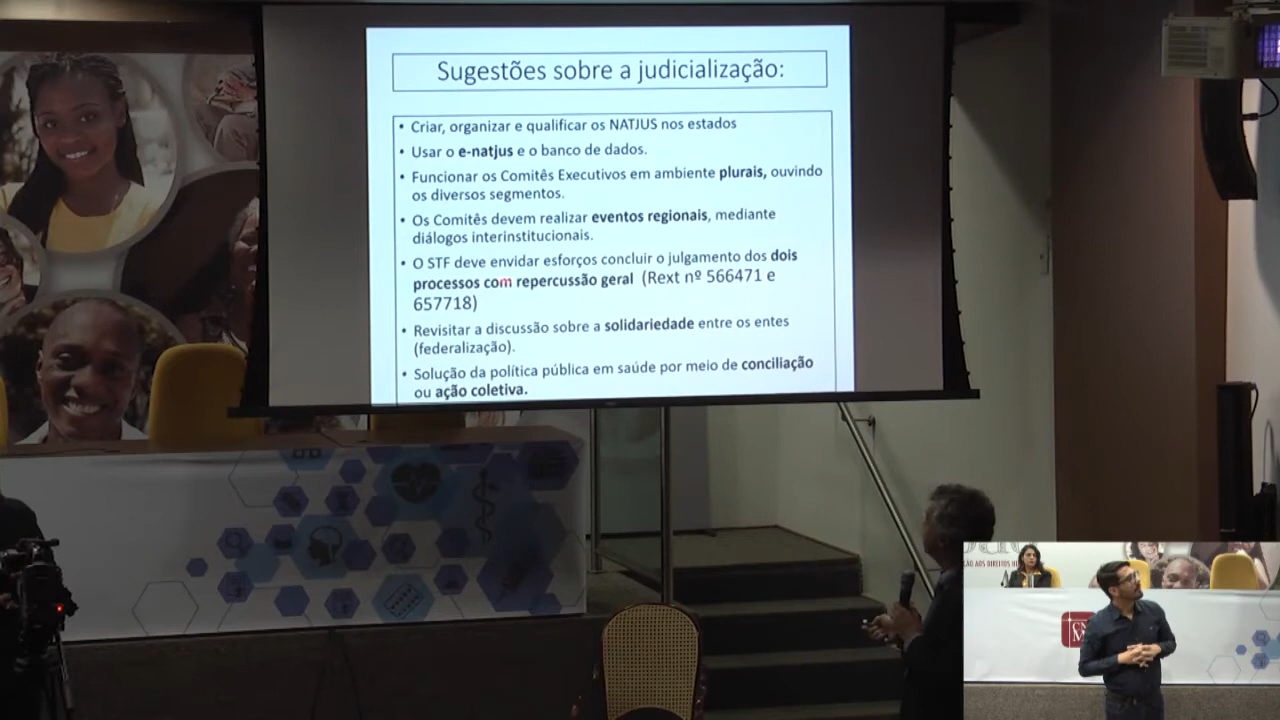 Sugestões sobre a judicialização:
• Criar, organizar e qualificar os NATJUS nos estados
• Usar o e-natjus e o banco de dados.
• Funcionar os Comitês Executivos em ambiente plurais, ouvindo
os diversos segmentos.
• Os Comitês devem realizar eventos regionais, mediante
diálogos interinstitucionais.
• O STF deve envidar esforços concluir o julgamento dos dois
processos com repercussão geral (Rext nº 566471 e
657718)
• Revisitar a discussão sobre a solidariedade entre os entes
(federalização).
• Solução da política pública em saúde por meio de conciliação
ou ação coletiva.
AOS DIREITOS